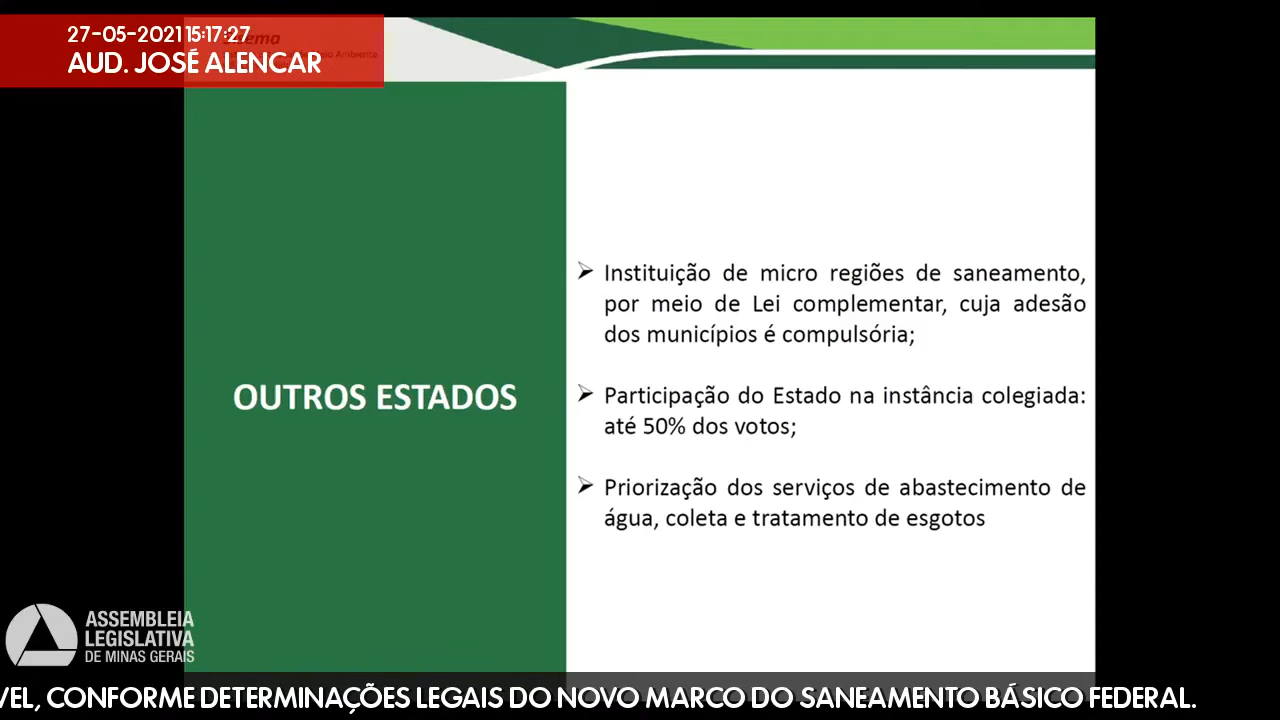 27-05-2021 15:17:27
AUD. JOSÉ ALENCAR
OUTROS ESTADOS
➢ Instituição de micro regiões de saneamento,
por meio de Lei complementar, cuja adesão
dos municípios é compulsória;
➢ Participação do Estado na instância colegiada:
até 50% dos votos;
➢ Priorização dos serviços de abastecimento de
água, coleta e tratamento de esgotos
ASSEMBLEIA
LEGISLATIVA
DE MINAS GERAIS
VEL, CONFORME DETERMINAÇÕES LEGAIS DO NOVO MARCO DO SANEAMENTO BÁSICO FEDERAL.